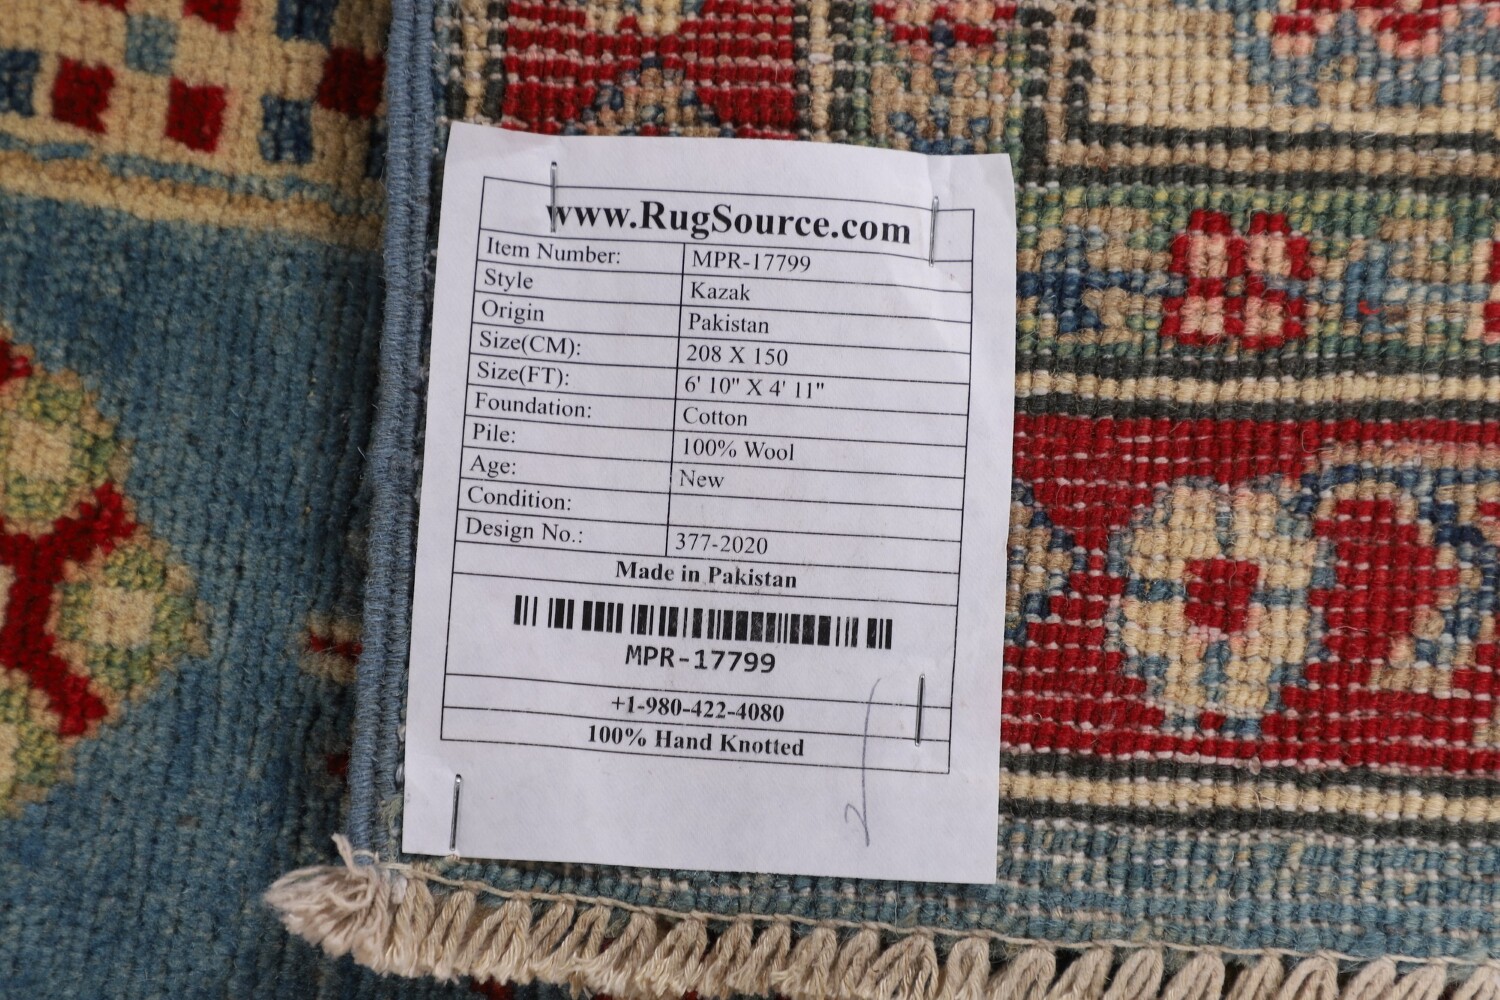 www.RugSource.com
Item Number: MPR-17799
Style Kazak
Origin Pakistan
Size(CM): 208 X 150
Size(FT): 6' 10" X 4' 11"
Foundation: Cotton
Pile: 100% Wool
Age: New
Condition:
Design No.: 377-2020
Made in Pakistan
MPR-17799
+1-980-422-4080
100% Hand Knotted